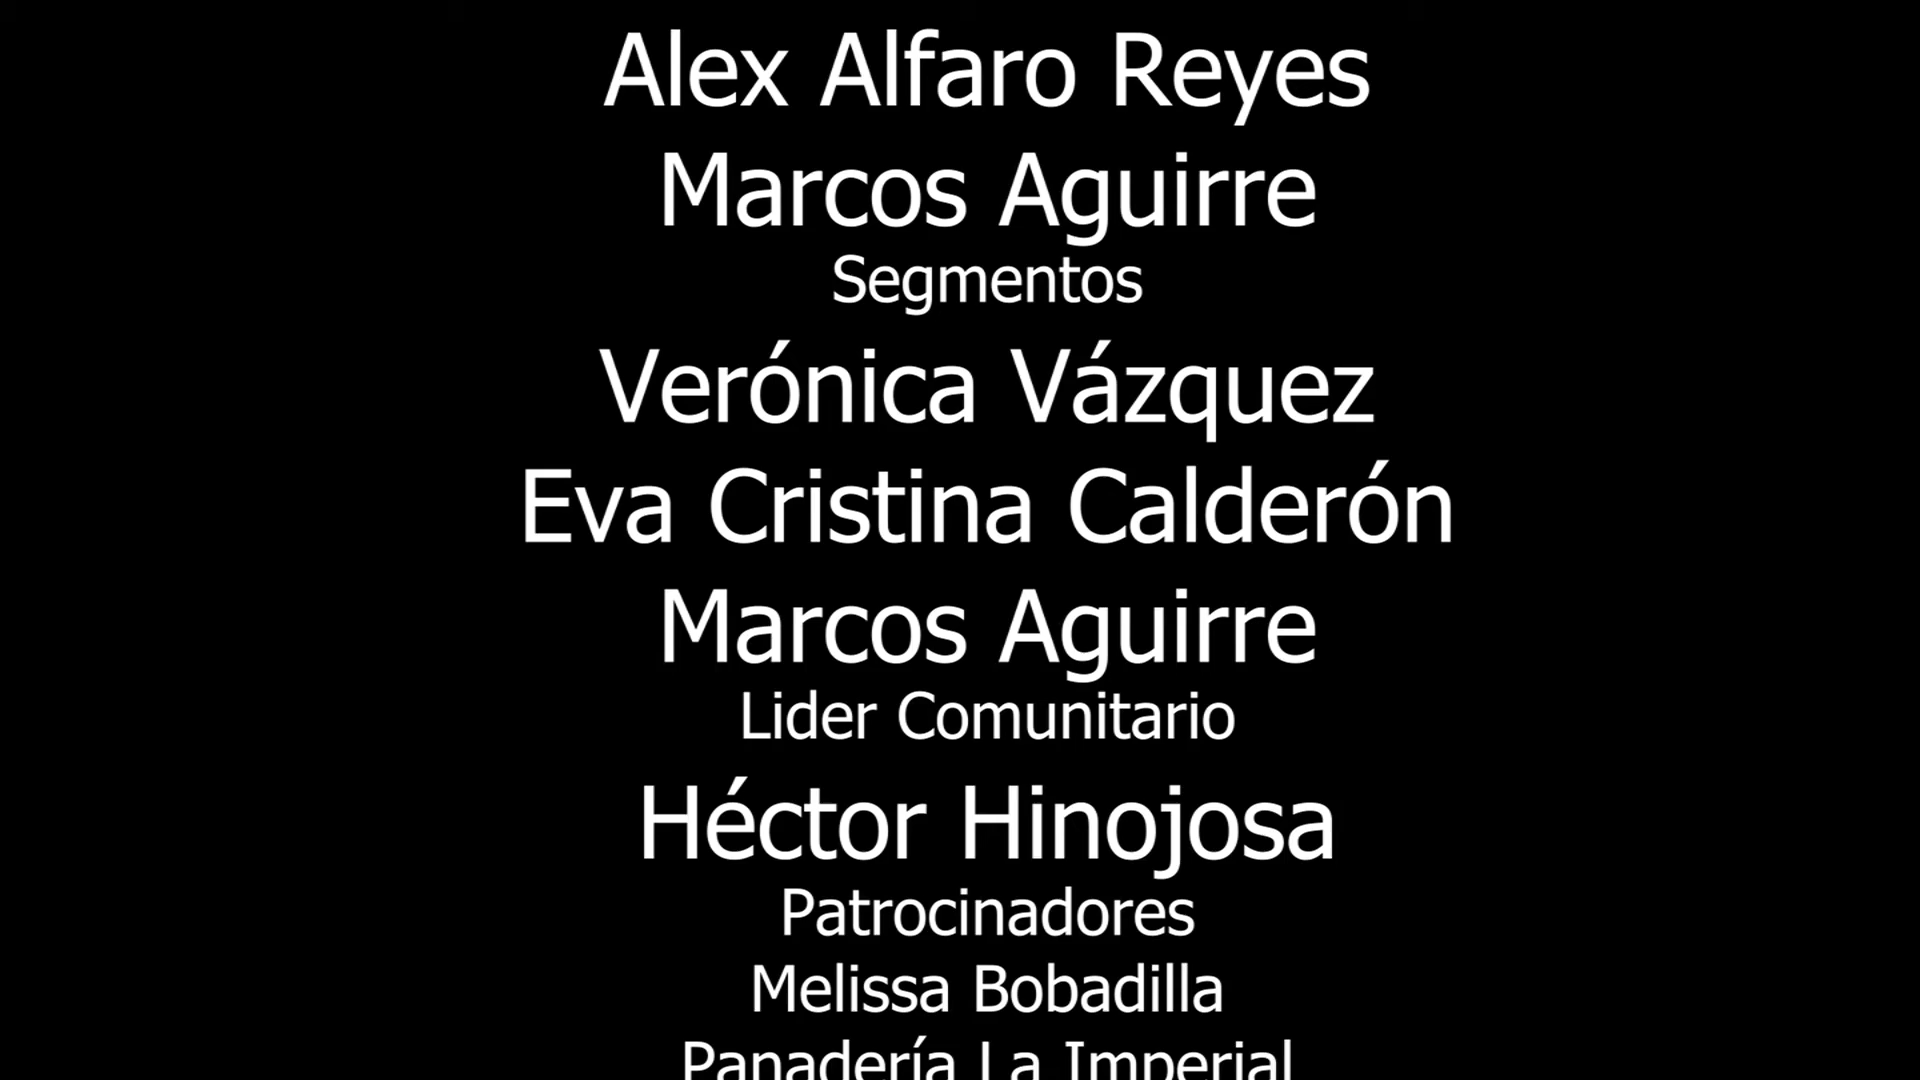 Alex Alfaro Reyes
Marcos Aguirre
Segmentos
Verónica Vázquez
Eva Cristina Calderón
Marcos Aguirre
Lider Comunitario
Héctor Hinojosa
Patrocinadores
Melissa Bobadilla
Panadería La Imperial